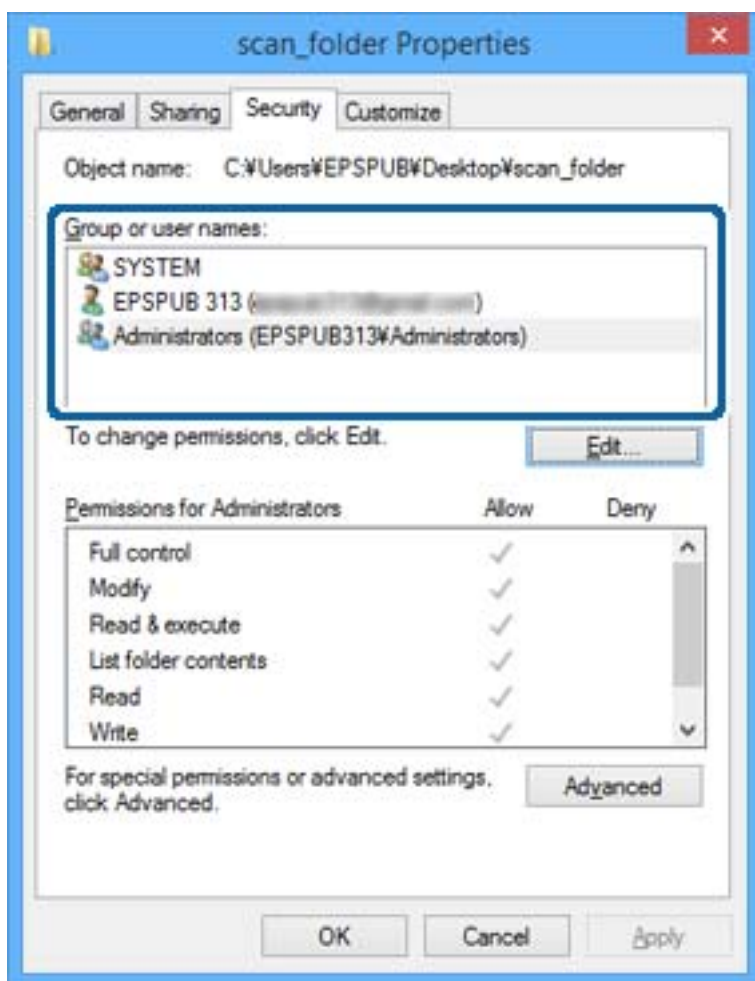 scan_folder Properties
General Sharing Security Customize
Object name: C:¥Users¥EPSPUB¥Desktop¥scan_folder
Group or user names:
SYSTEM
EPSPUB 313 ( )
Administrators (EPSPUB313¥Administrators)
To change permissions, click Edit.
Edit...
Permissions for Administrators Allow Deny
Full control
Modify
Read & execute
List folder contents
Read
Write
For special permissions or advanced settings,
click Advanced.
Advanced
OK Cancel Apply